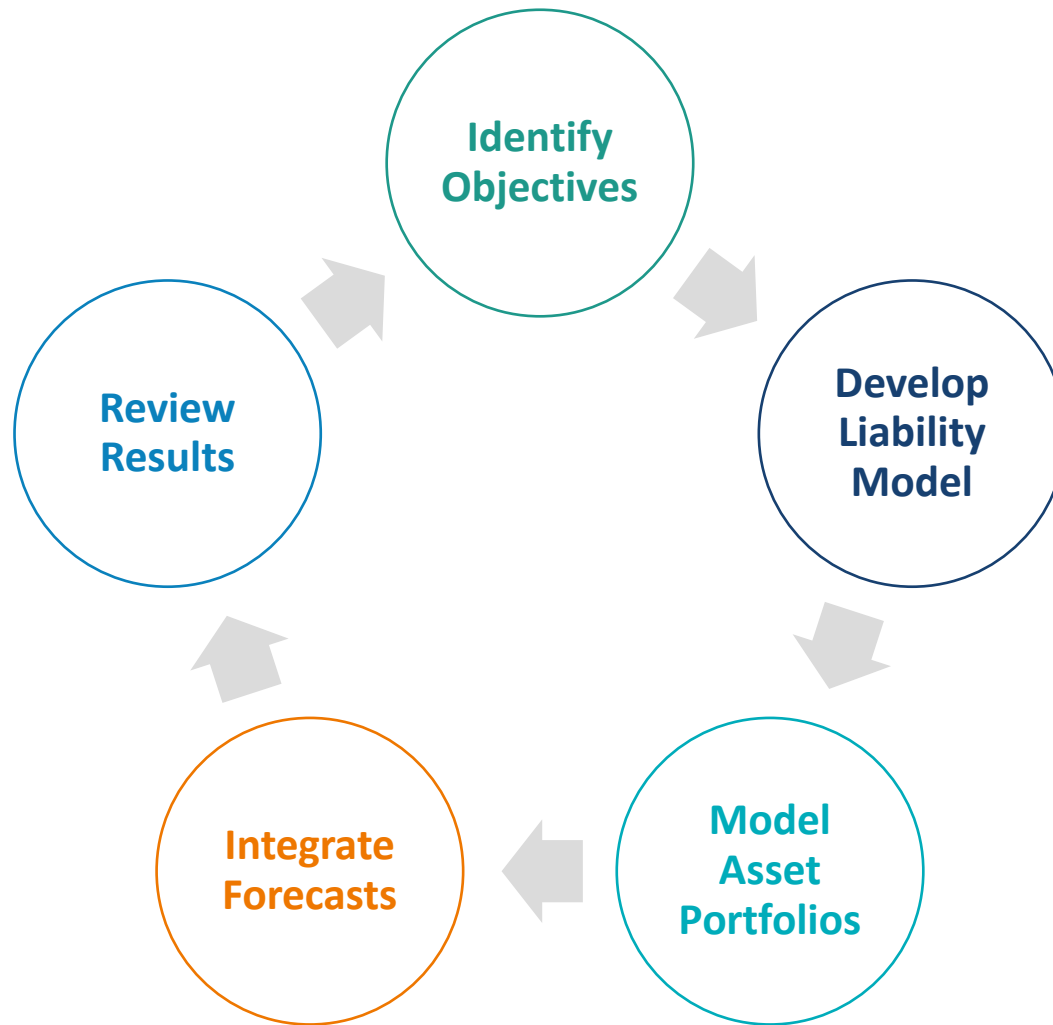 Identify
Objectives
Develop
Liability
Model
Model
Asset
Portfolios
Integrate
Forecasts
Review
Results